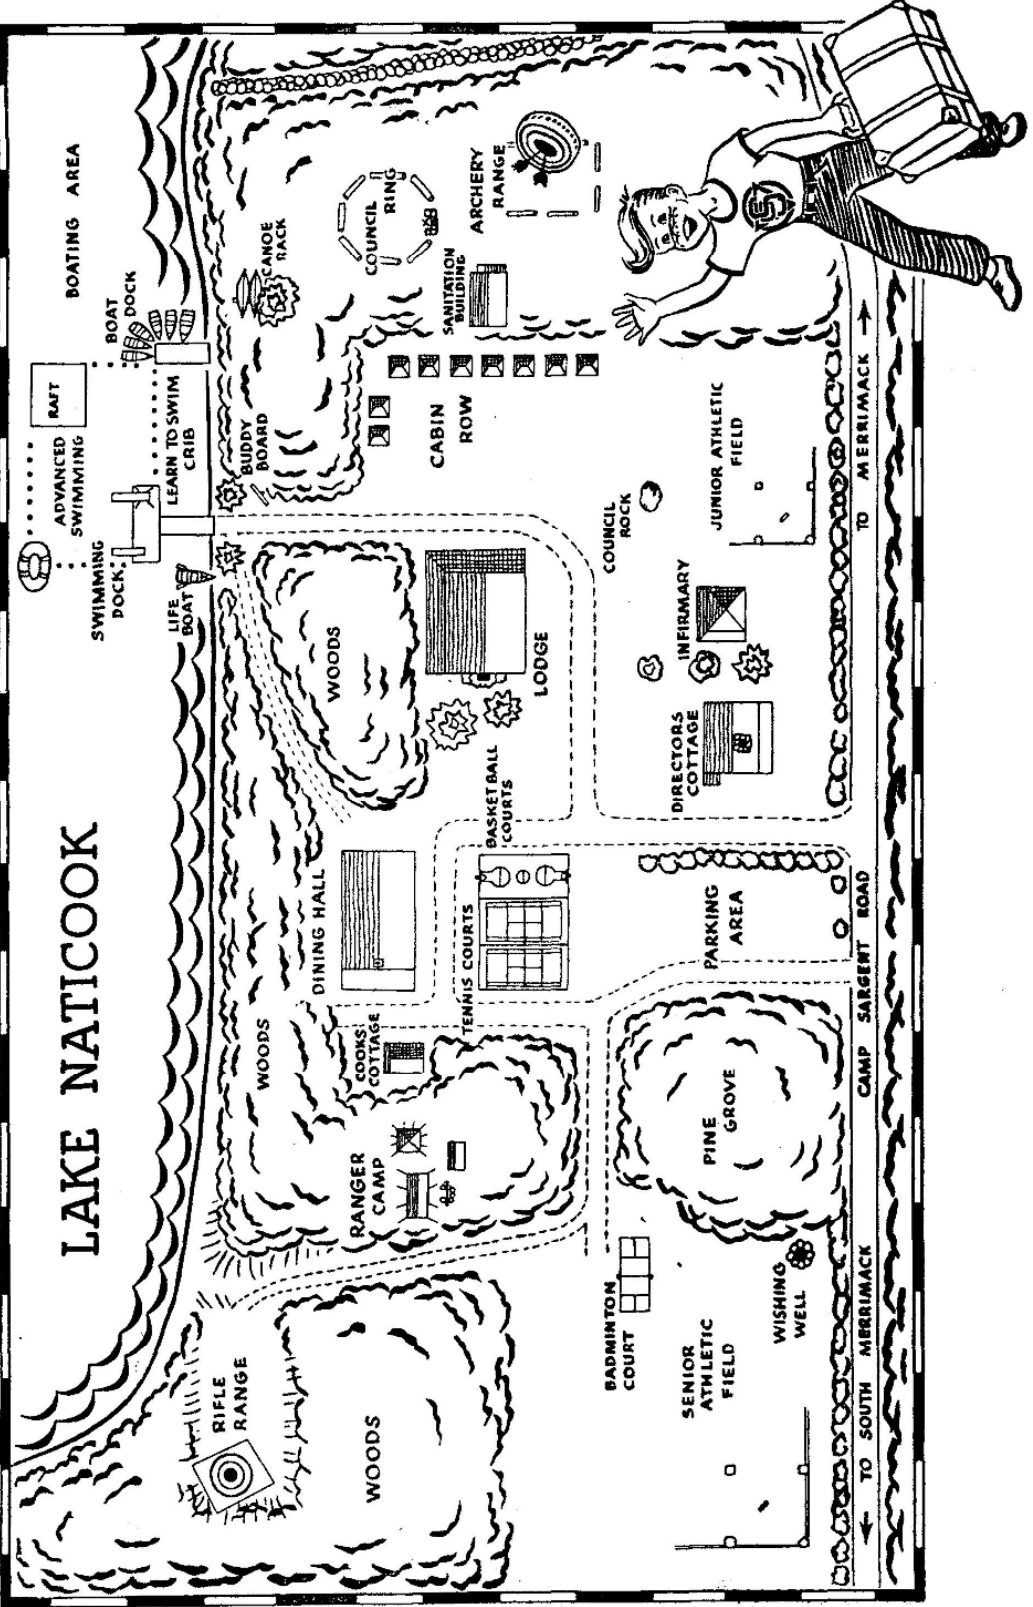 LAKE NATICOOK
BOATING AREA
BOAT
DOCK
RAFT
ADVANCED
SWIMMING
LEARN TO SWIM
CRIB
SWIMMING
DOCK
LIFE
BOAT
BUDDY
BOARD
CANOE
RACK
COUNCIL
RING
ARCHERY
RANGE
SANITATION
BUILDING
CABIN
ROW
JUNIOR ATHLETIC
FIELD
COUNCIL
ROCK
INFIRMARY
DIRECTORS
COTTAGE
LODGE
WOODS
BASKETBALL
COURTS
TENNIS COURTS
DINING HALL
PARKING
AREA
WOODS
COOKS
COTTAGE
RANGER
CAMP
PINE
GROVE
RIFLE
RANGE
WOODS
BADMINTON
COURT
SENIOR
ATHLETIC
FIELD
WISHING
WELL
TO SOUTH MERRIMACK
CAMP SARGENT ROAD
TO MERRIMACK